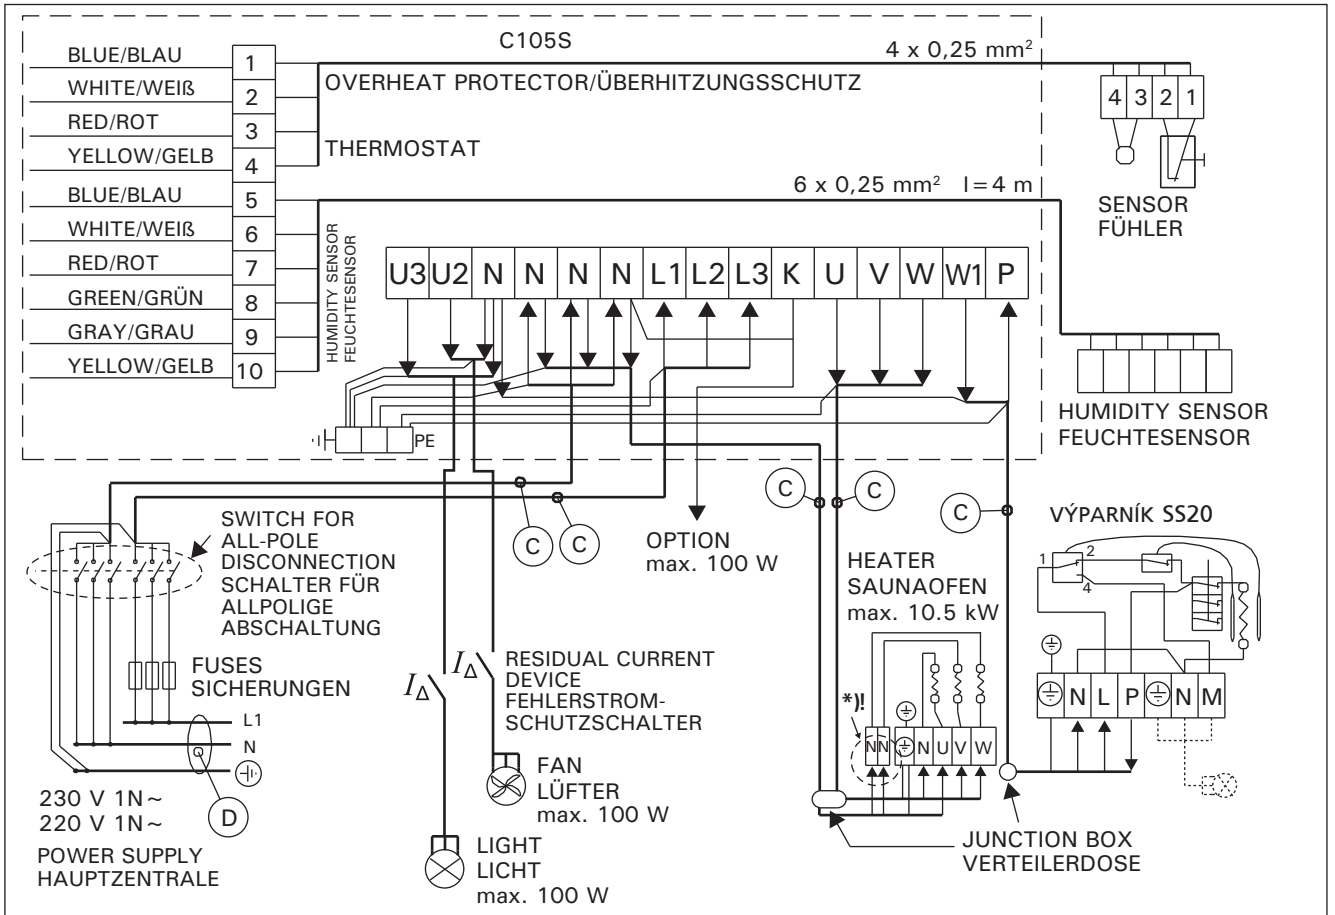 C105S
4 x 0,25 mm²
BLUE/BLAU 1
WHITE/WEIß 2
RED/ROT 3
YELLOW/GELB 4
BLUE/BLAU 5
WHITE/WEIß 6
RED/ROT 7
GREEN/GRÜN 8
GRAY/GRAU 9
YELLOW/GELB 10
OVERHEAT PROTECTOR/ÜBERHITZUNGSSCHUTZ
THERMOSTAT
4 3 2 1
SENSOR
FÜHLER
6 x 0,25 mm² l=4 m
HUMIDITY SENSOR
FEUCHTESENSOR
U3 U2 N N N N L1 L2 L3 K U V W W1 P
PE
HUMIDITY SENSOR
FEUCHTESENSOR
C
C
C
C
C
SWITCH FOR
ALL-POLE
DISCONNECTION
SCHALTER FÜR
ALLPOLIGE
ABSCHALTUNG
FUSES
SICHERUNGEN
L1
N
D
230 V 1N~
220 V 1N~
POWER SUPPLY
HAUPTZENTRALE
IΔ
IΔ
RESIDUAL CURRENT
DEVICE
FEHLERSTROM-
SCHUTZSCHALTER
FAN
LÜFTER
max. 100 W
LIGHT
LICHT
max. 100 W
OPTION
max. 100 W
HEATER
SAUNAOFEN
max. 10.5 kW
*)!
N N N U V W
VÝPARNÍK SS20
1 2
4
N L P N M
JUNCTION BOX
VERTEILERDOSE